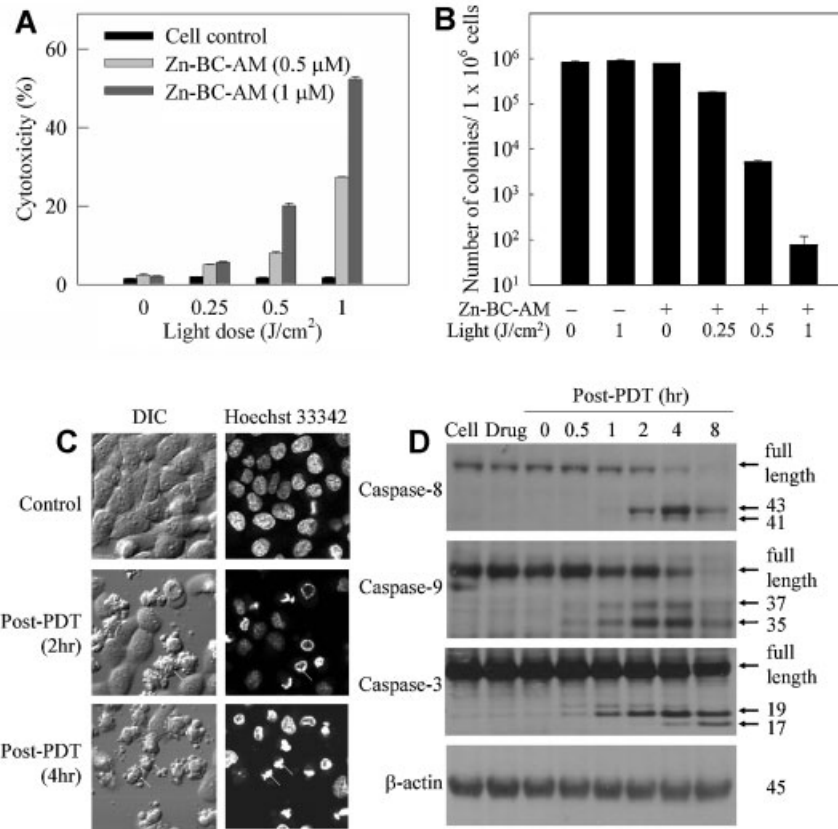 A
Cell control
Zn-BC-AM (0.5 μM)
Zn-BC-AM (1 μM)
Cytotoxicity (%)
60
40
20
0
0 0.25 0.5 1
Light dose (J/cm²)
B
Number of colonies/ 1 x 10⁶ cells
10⁶
10⁵
10⁴
10³
10²
10¹
Zn-BC-AM – – + + + +
Light (J/cm²) 0 1 0 0.25 0.5 1
C
DIC Hoechst 33342
Control
Post-PDT
(2hr)
Post-PDT
(4hr)
D
Post-PDT (hr)
Cell Drug 0 0.5 1 2 4 8
Caspase-8
full
length
43
41
Caspase-9
full
length
37
35
Caspase-3
full
length
19
17
β-actin
45